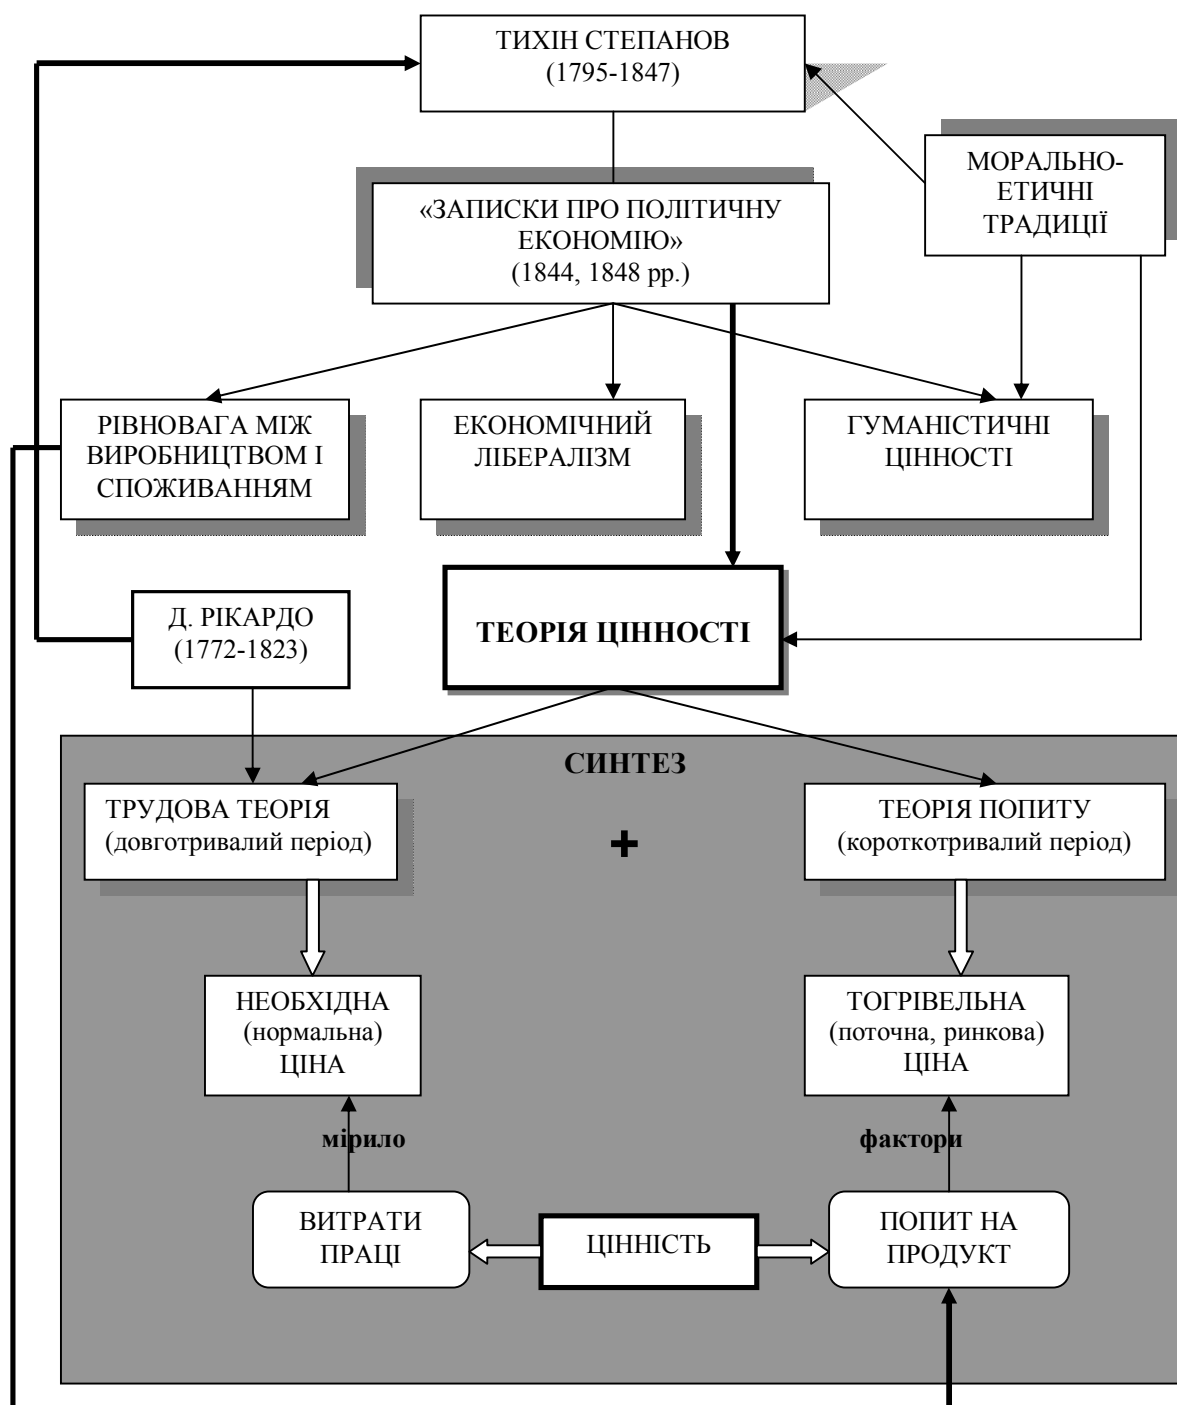 ТИХІН СТЕПАНОВ
(1795-1847)
МОРАЛЬНО-
ЕТИЧНІ
ТРАДИЦІЇ
«ЗАПИСКИ ПРО ПОЛІТИЧНУ
ЕКОНОМІЮ»
(1844, 1848 рр.)
РІВНОВАГА МІЖ
ВИРОБНИЦТВОМ І
СПОЖИВАННЯМ
ЕКОНОМІЧНИЙ
ЛІБЕРАЛІЗМ
ГУМАНІСТИЧНІ
ЦІННОСТІ
Д. РІКАРДО
(1772-1823)
ТЕОРІЯ ЦІННОСТІ
СИНТЕЗ
ТРУДОВА ТЕОРІЯ
(довготривалий період)
+
ТЕОРІЯ ПОПИТУ
(короткотривалий період)
НЕОБХІДНА
(нормальна)
ЦІНА
ТОГРІВЕЛЬНА
(поточна, ринкова)
ЦІНА
мірило
фактори
ВИТРАТИ
ПРАЦІ
ЦІННІСТЬ
ПОПИТ НА
ПРОДУКТ